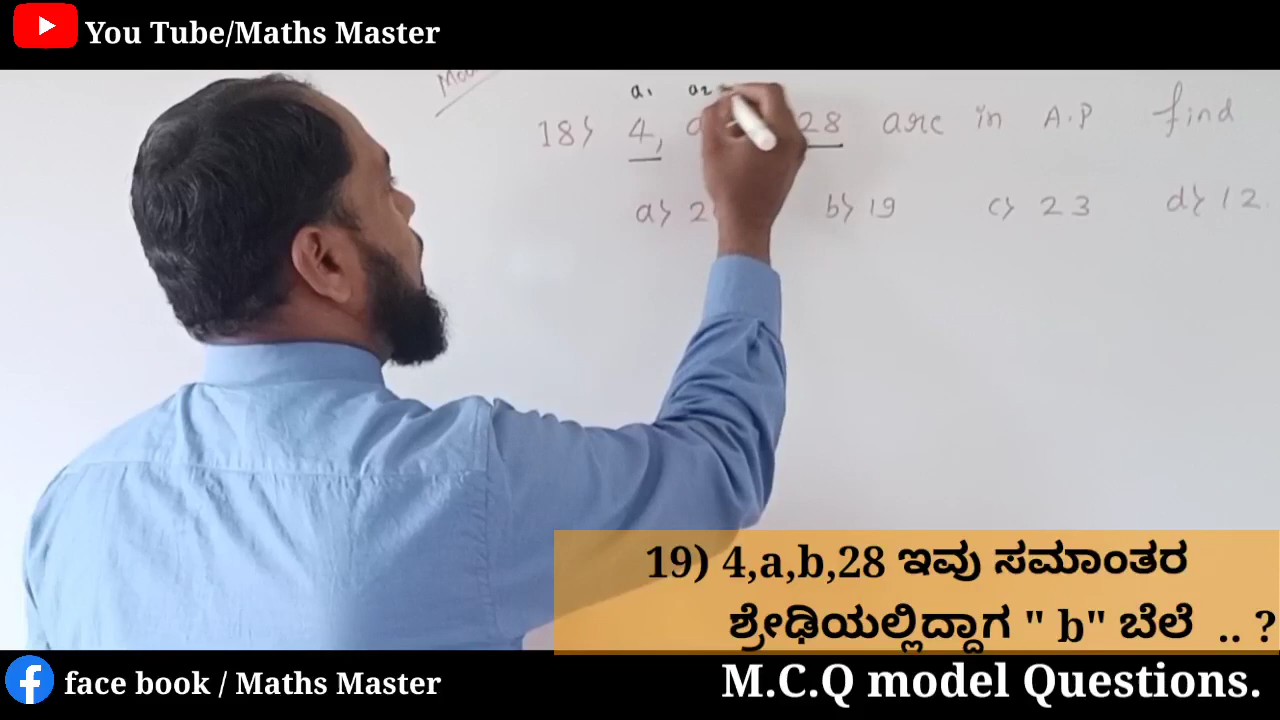 You Tube/Maths Master
a₁ a₂
18) 4, 28 are in A.P find
a) 2 b) 19 c) 23 d) 12.
19) 4,a,b,28 ಇವು ಸಮಾಂತರ
ಶ್ರೇಢಿಯಲ್ಲಿದ್ದಾಗ " b" ಬೆಲೆ .. ?
face book / Maths Master
M.C.Q model Questions.